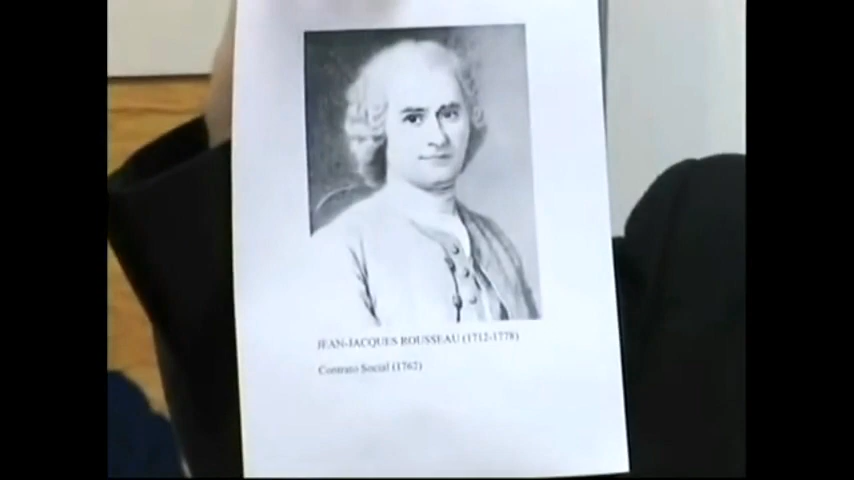 JEAN-JACQUES ROUSSEAU (1712-1778)
Contrato Social (1762)